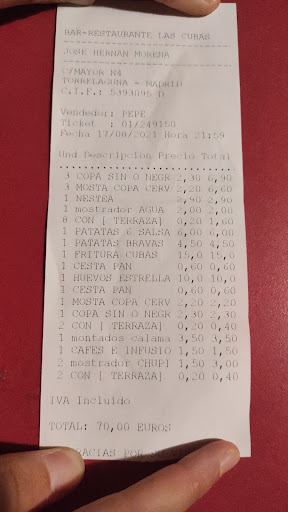 BAR-RESTAURANTE LAS CUBAS
JOSE HERNAN MORENA
C/MAYOR N4
TORRELAGUNA - MADRID
C.I.F.: 5393095 D
Vendedor: PEPE
Ticket : 01/249150
Fecha 17/08/2021 Hora 21:59
Und Descripcion Precio Total
3 COPA SIN O NEGR 2,30 6,90
3 MOSTA COPA CERV 2,20 6,60
1 NESTEA 2,90 2,90
1 mostrador AGUA 2,00 2,00
8 CON [ TERRAZA] 0,20 1,60
1 PATATAS 6 SALSA 6,00 6,00
1 PATATAS BRAVAS 4,50 4,50
1 FRITURA CUBAS 15,0 15,0
1 CESTA PAN 0,60 0,60
1 HUEVOS ESTRELLA 10,0 10,0
1 CESTA PAN 0,60 0,60
1 MOSTA COPA CERV 2,20 2,20
1 COPA SIN O NEGR 2,30 2,30
2 CON [ TERRAZA] 0,20 0,40
1 montados calama 3,50 3,50
1 CAFES E INFUSIO 1,50 1,50
2 mostrador CHUPI 1,50 3,00
2 CON [ TERRAZA] 0,20 0,40
IVA Incluido
TOTAL: 70,00 EUROS
GRACIAS POR SU